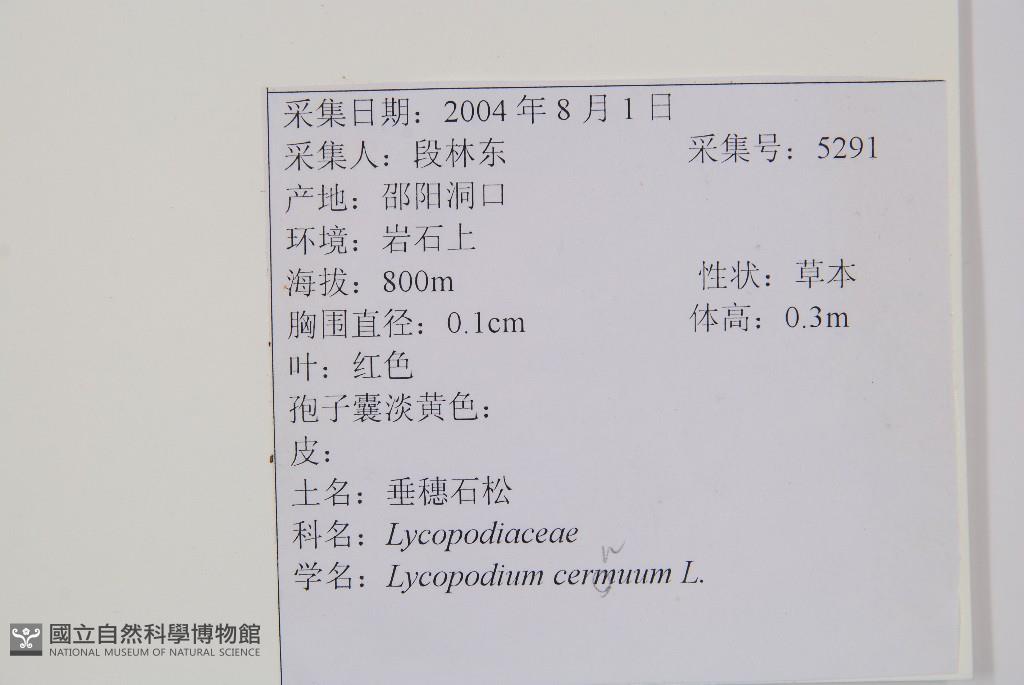 采集日期：2004 年 8 月 1 日
采集人：段林东 采集号：5291
产地：邵阳洞口
环境：岩石上
海拔：800m 性状：草本
胸围直径：0.1cm 体高：0.3m
叶：红色
孢子囊淡黄色：
皮：
土名：垂穗石松
科名：Lycopodiaceae
n
学名：Lycopodium cermuum L.
國立自然科學博物館
NATIONAL MUSEUM OF NATURAL SCIENCE